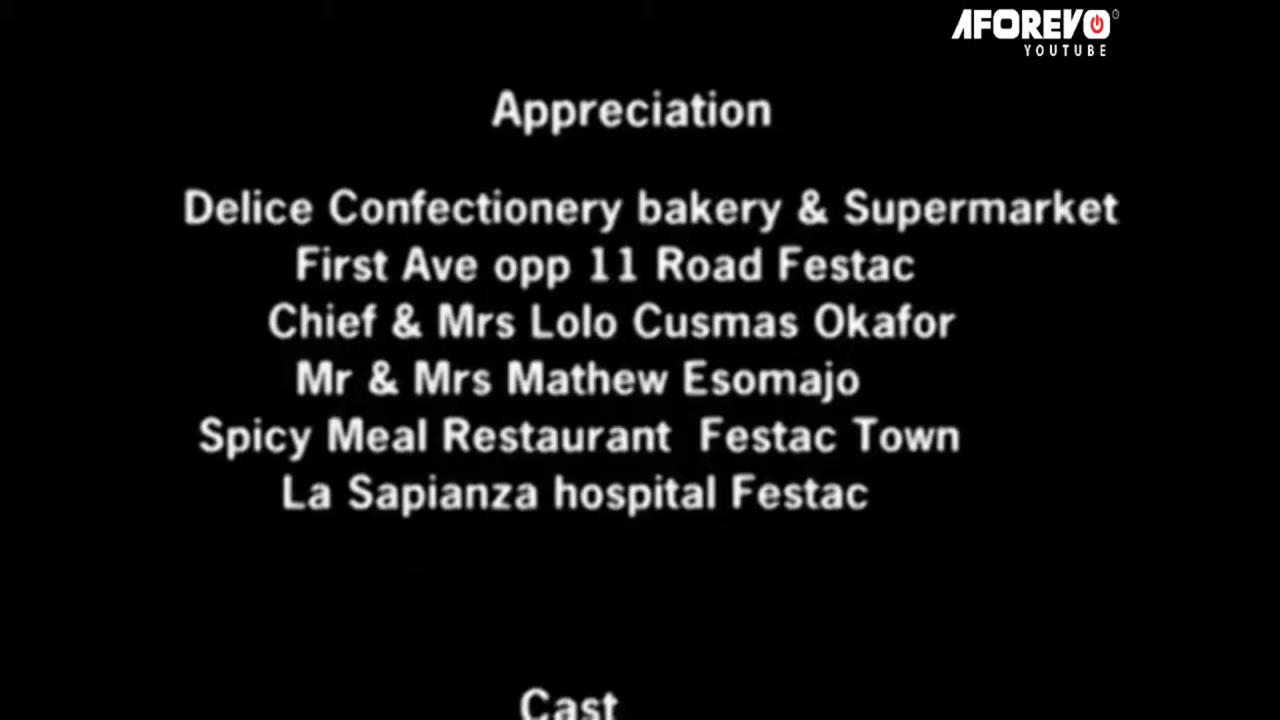 AFOREVO
YOUTUBE
Appreciation
Delice Confectionery bakery & Supermarket
First Ave opp 11 Road Festac
Chief & Mrs Lolo Cusmas Okafor
Mr & Mrs Mathew Esomajo
Spicy Meal Restaurant Festac Town
La Sapianza hospital Festac
Cast